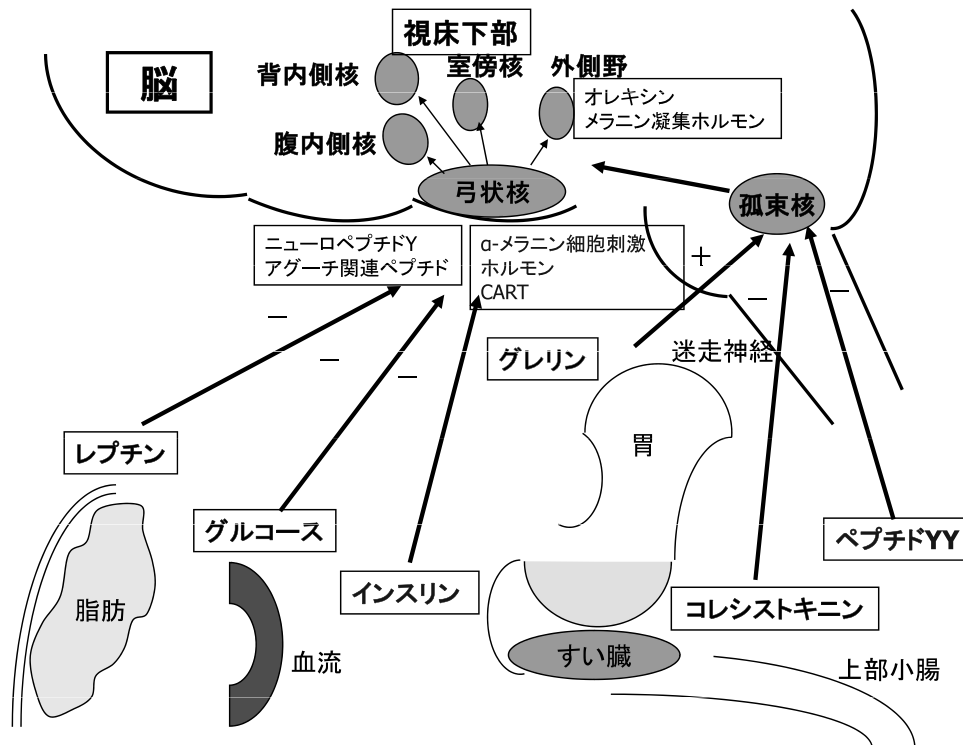 視床下部
脳
背内側核
室傍核
外側野
オレキシン
メラニン凝集ホルモン
腹内側核
弓状核
孤束核
ニューロペプチドY
アグーチ関連ペプチド
α-メラニン細胞刺激
ホルモン
CART
+
−
−
−
−
−
グレリン
迷走神経
レプチン
胃
グルコース
ペプチドYY
インスリン
コレシストキニン
脂肪
血流
すい臓
上部小腸